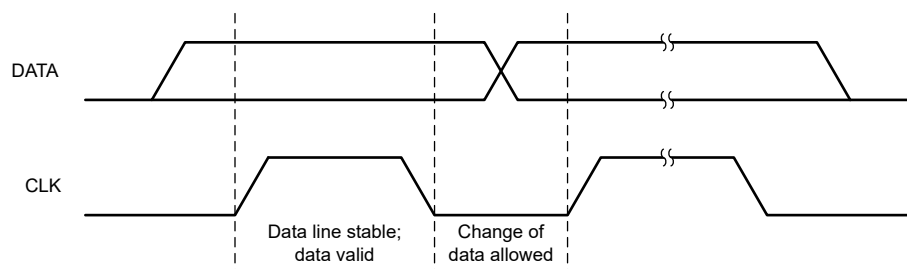 DATA
CLK
Data line stable;
data valid
Change of
data allowed